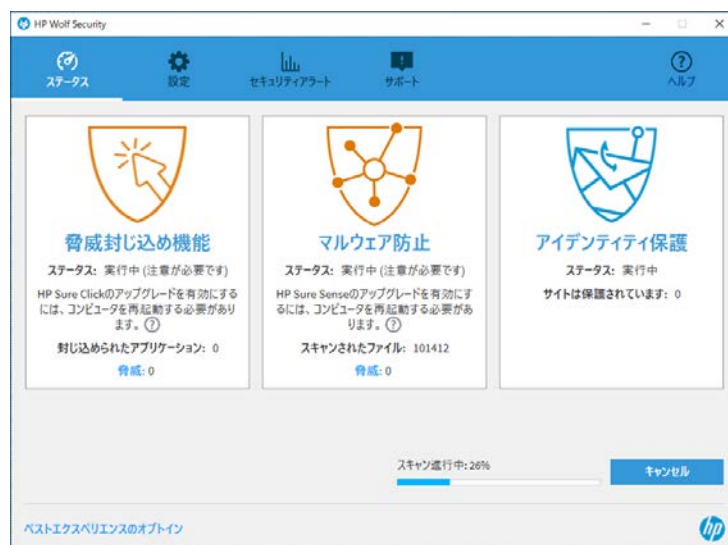 HP Wolf Security
ステータス
設定
セキュリティアラート
サポート
ヘルプ
脅威封じ込め機能
ステータス: 実行中 (注意が必要です)
HP Sure Clickのアップグレードを有効にする
には、コンピュータを再起動する必要があり
ます。?
封じ込められたアプリケーション: 0
脅威: 0
マルウェア防止
ステータス: 実行中 (注意が必要です)
HP Sure Senseのアップグレードを有効にす
るには、コンピュータを再起動する必要があ
ります。?
スキャンされたファイル: 101412
脅威: 0
アイデンティティ保護
ステータス: 実行中
サイトは保護されています: 0
スキャン進行中: 26%
キャンセル
ベストエクスペリエンスのオプトイン
hp